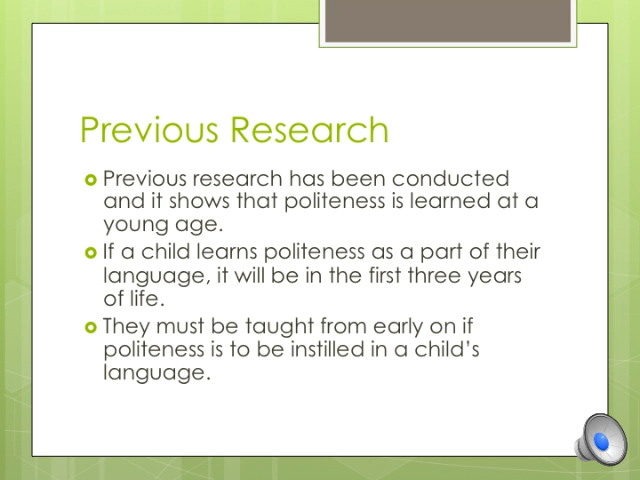 Previous Research
Previous research has been conducted
and it shows that politeness is learned at a
young age.
If a child learns politeness as a part of their
language, it will be in the first three years
of life.
They must be taught from early on if
politeness is to be instilled in a child’s
language.